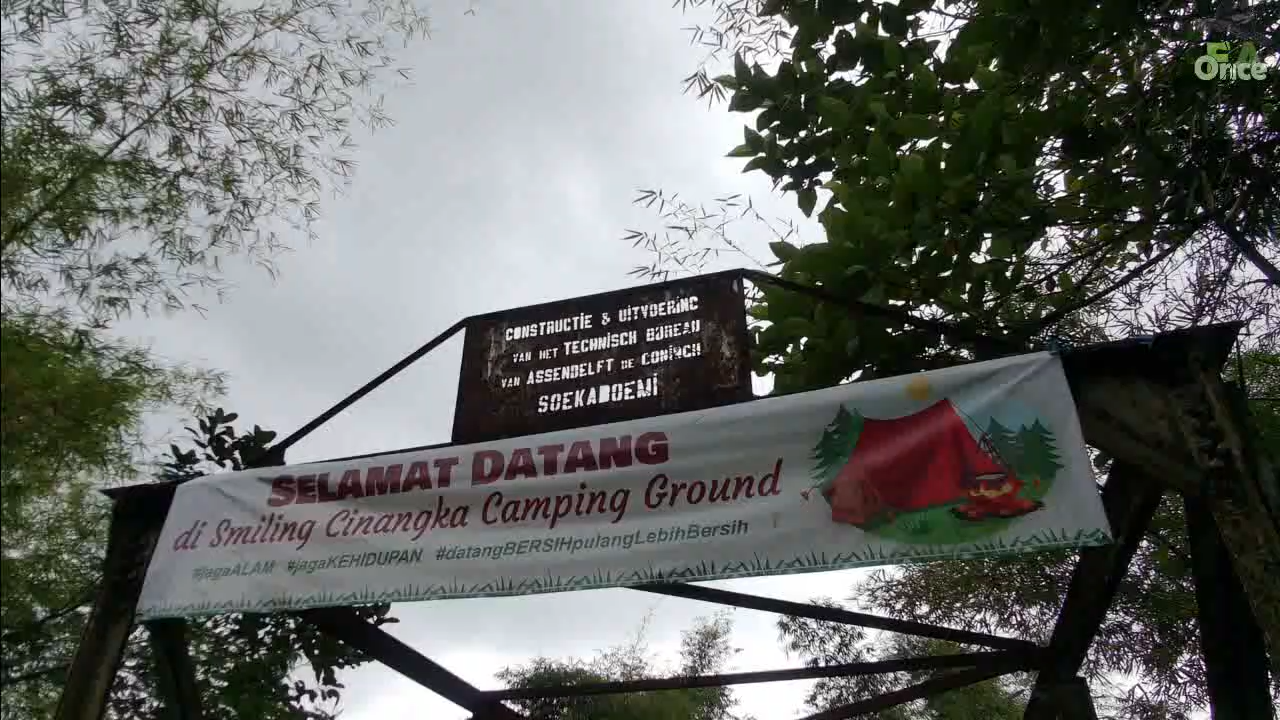 CONSTRUCTIE & UITVOERING
VAN HET TECHNISCH BUREAU
VAN ASSENDELFT DE CONINCH
SOEKABOEMI
SELAMAT DATANG
di Smiling Cinangka Camping Ground
#jagaALAM #jagaKEHIDUPAN #datangBERSIHpulangLebihBersih
Once